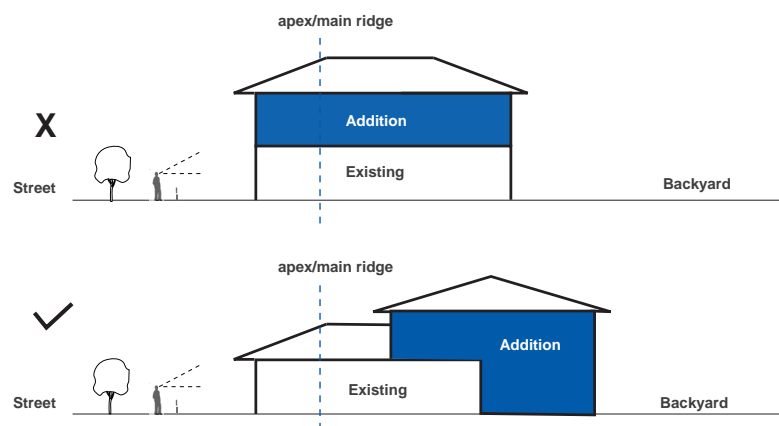 apex/main ridge
X
Addition
Existing
Street
Backyard
apex/main ridge
Addition
Existing
Street
Backyard